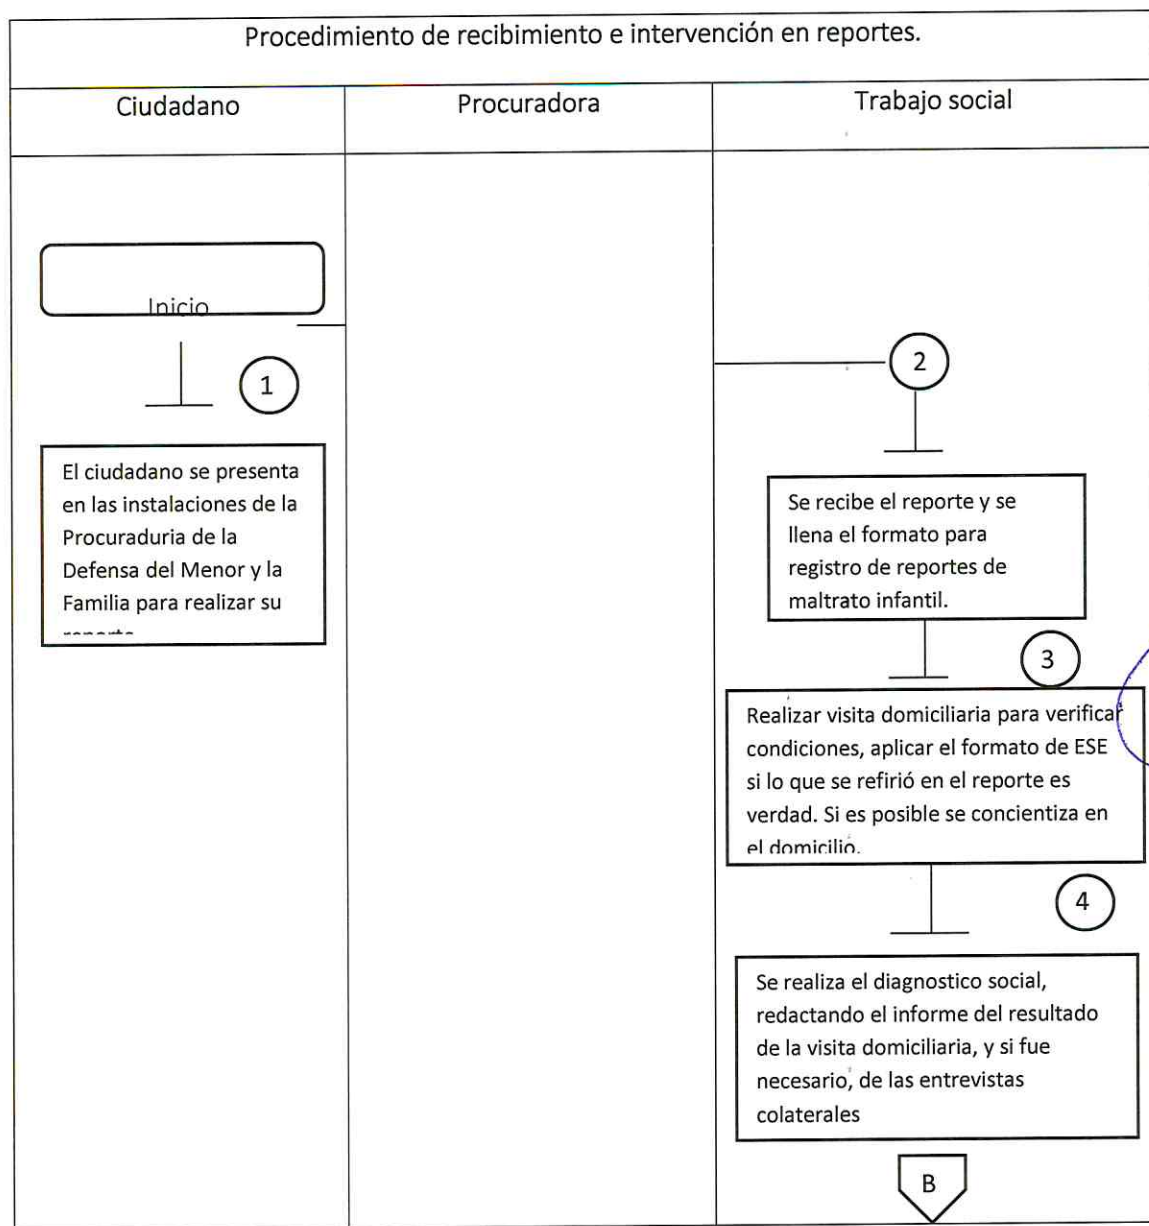 Procedimiento de recibimiento e intervención en reportes.
Ciudadano
Procuradora
Trabajo social
Inicio
1
El ciudadano se presenta
en las instalaciones de la
Procuraduria de la
Defensa del Menor y la
Familia para realizar su
2
Se recibe el reporte y se
llena el formato para
registro de reportes de
maltrato infantil.
3
Realizar visita domiciliaria para verificar
condiciones, aplicar el formato de ESE
si lo que se refirió en el reporte es
verdad. Si es posible se concientiza en
el domicilio.
4
Se realiza el diagnostico social,
redactando el informe del resultado
de la visita domiciliaria, y si fue
necesario, de las entrevistas
colaterales
B